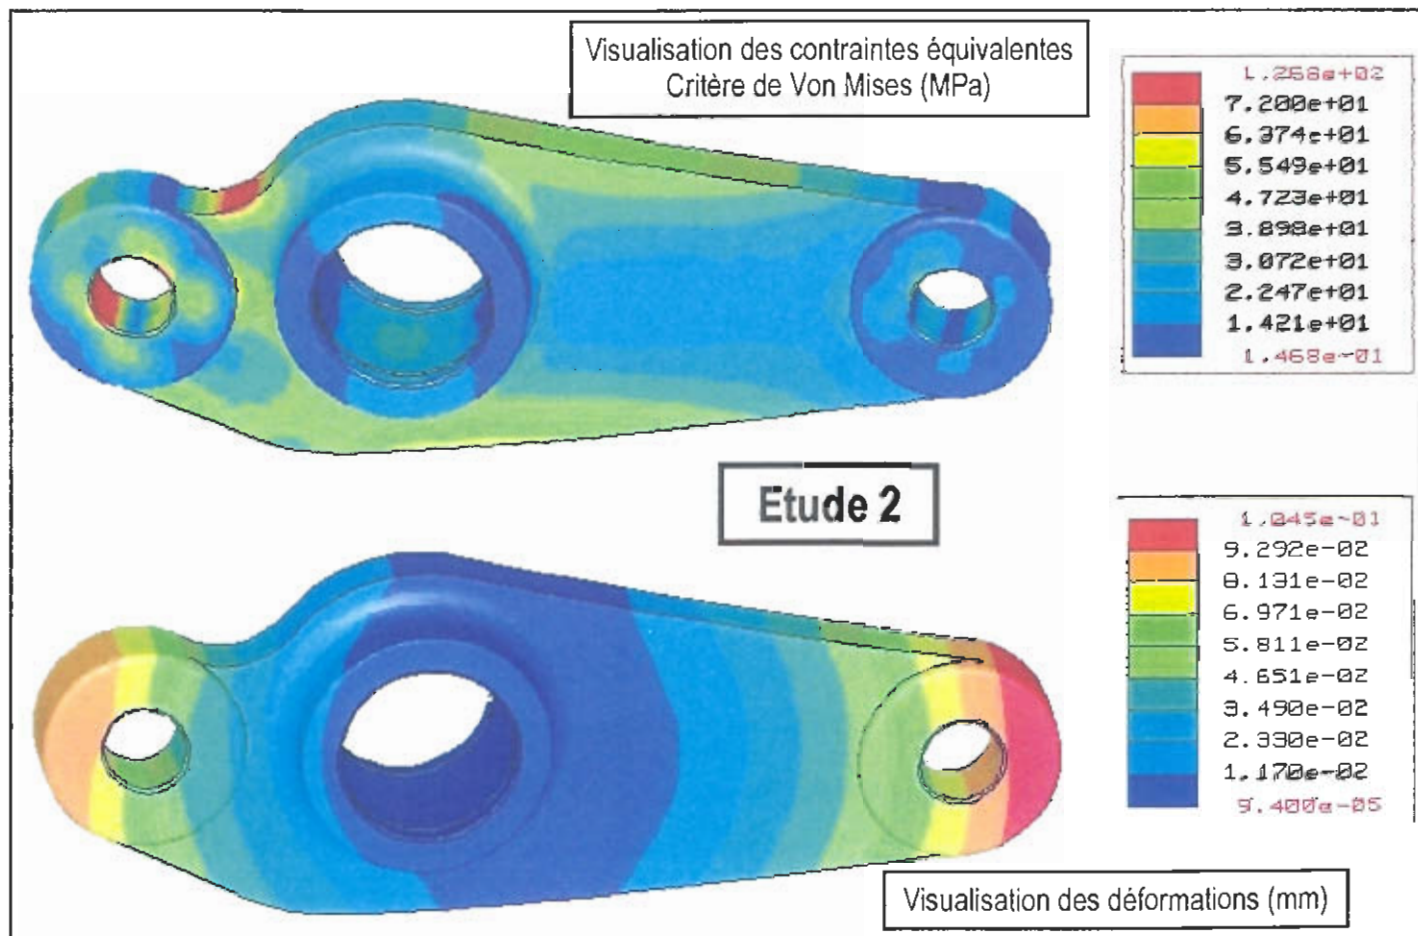 Visualisation des contraintes équivalentes
Critère de Von Mises (MPa)
1.268e+02
7.200e+01
6.374e+01
5.549e+01
4.723e+01
3.898e+01
3.072e+01
2.247e+01
1.421e+01
1.468e-01
Etude 2
1.045e-01
9.292e-02
8.131e-02
6.971e-02
5.811e-02
4.651e-02
3.490e-02
2.330e-02
1.170e-02
9.400e-05
Visualisation des déformations (mm)